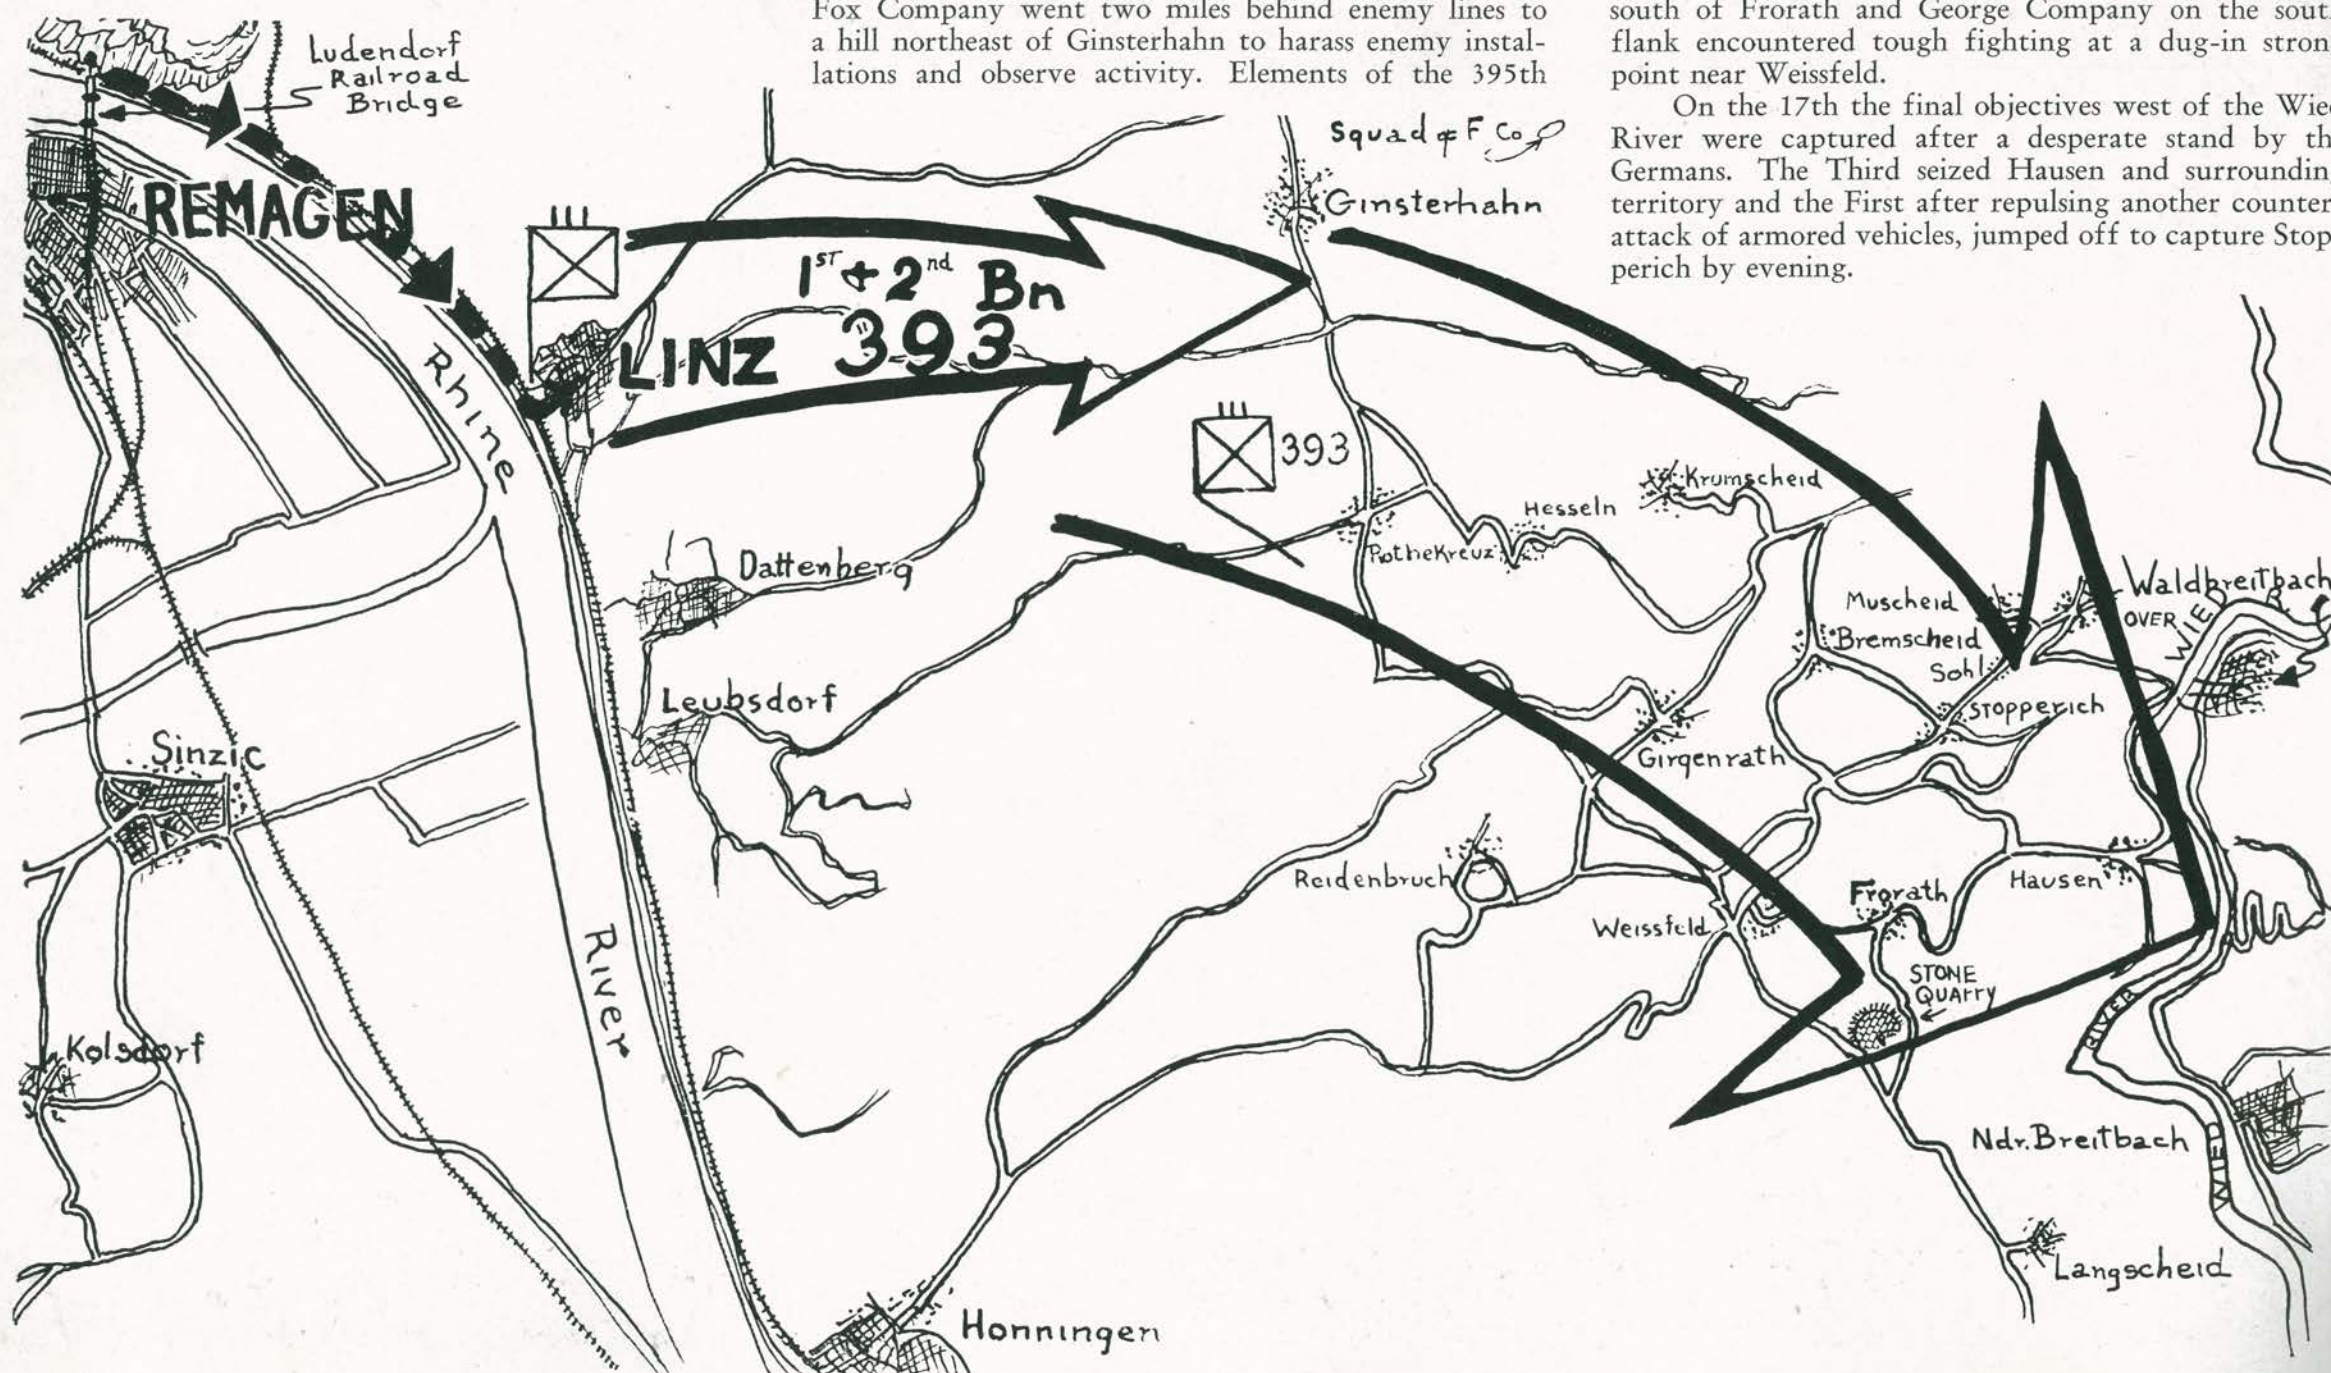 Fox Company went two miles behind enemy lines to
a hill northeast of Ginsterhahn to harass enemy instal-
lations and observe activity. Elements of the 395th
south of Frorath and George Company on the sout
flank encountered tough fighting at a dug-in stron
point near Weissfeld.
On the 17th the final objectives west of the Wie
River were captured after a desperate stand by th
Germans. The Third seized Hausen and surroundin
territory and the First after repulsing another counter
attack of armored vehicles, jumped off to capture Stop
perich by evening.
Ludendorf
Railroad
Bridge
REMAGEN
Squad of F Co
Ginsterhahn
1ST + 2nd Bn
393
LINZ
Rhine
River
393
Krumscheid
Hesseln
RotheKreuz
Dattenberg
Waldbreitbach
OVER
WIED R.
Muscheid
Bremscheid
Sohl
Stopperich
Leubsdorf
Sinzic
Girgenrath
Reidenbruch
Frorath
Hausen
Weissfeld
STONE
QUArry
RIVER
Kolsdorf
Ndr. Breitbach
WIED
Langscheid
Honningen